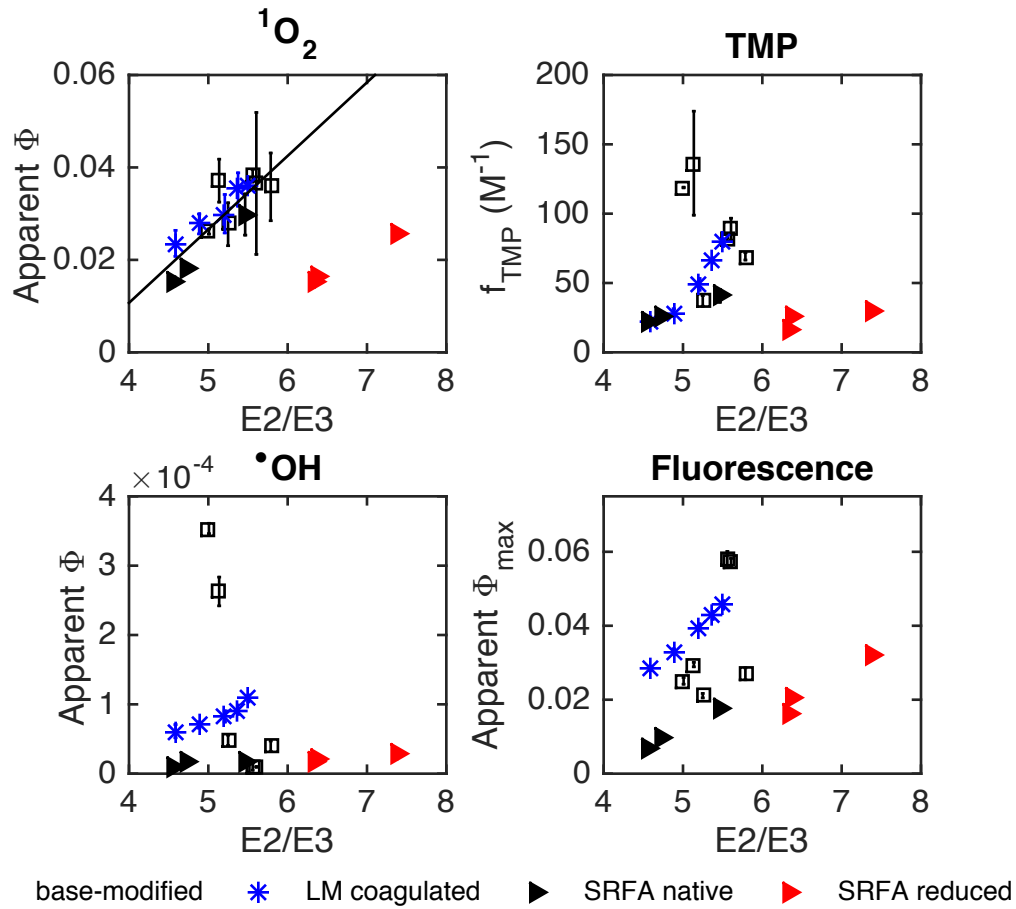 ¹O₂
0.06
0.04
0.02
0
Apparent Φ
4 5 6 7 8
E2/E3
TMP
200
150
100
50
0
f_TMP (M⁻¹)
4 5 6 7 8
E2/E3
•OH
×10⁻⁴
4
3
2
1
0
Apparent Φ
4 5 6 7 8
E2/E3
Fluorescence
0.06
0.04
0.02
0
Apparent Φ_max
4 5 6 7 8
E2/E3
base-modified LM coagulated SRFA native SRFA reduced